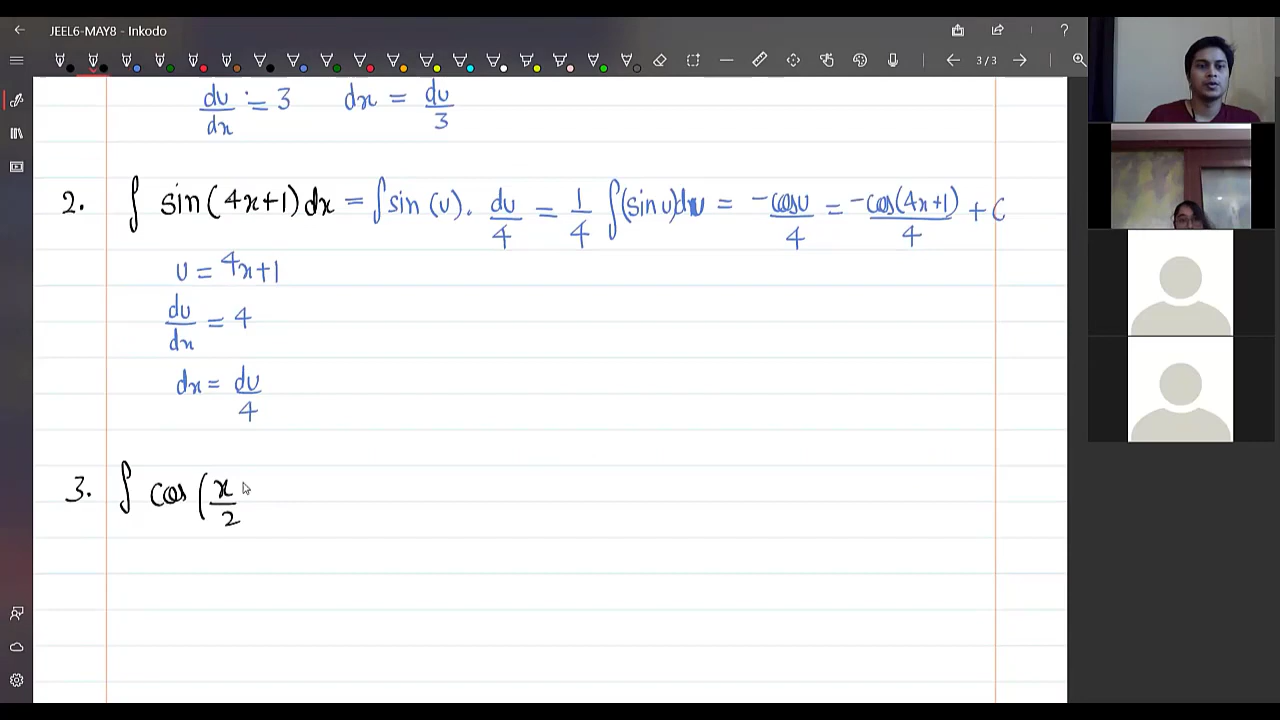 JEEL6-MAY8 - Inkodo
3/3
du/dx = 3 dx = du/3
2. ∫ sin(4x+1)dx = ∫sin(u). du/4 = 1/4 ∫(sin u)du = -cosu/4 = -cos(4x+1)/4 + C
u = 4x+1
du/dx = 4
dx = du/4
3. ∫ cos(x/2